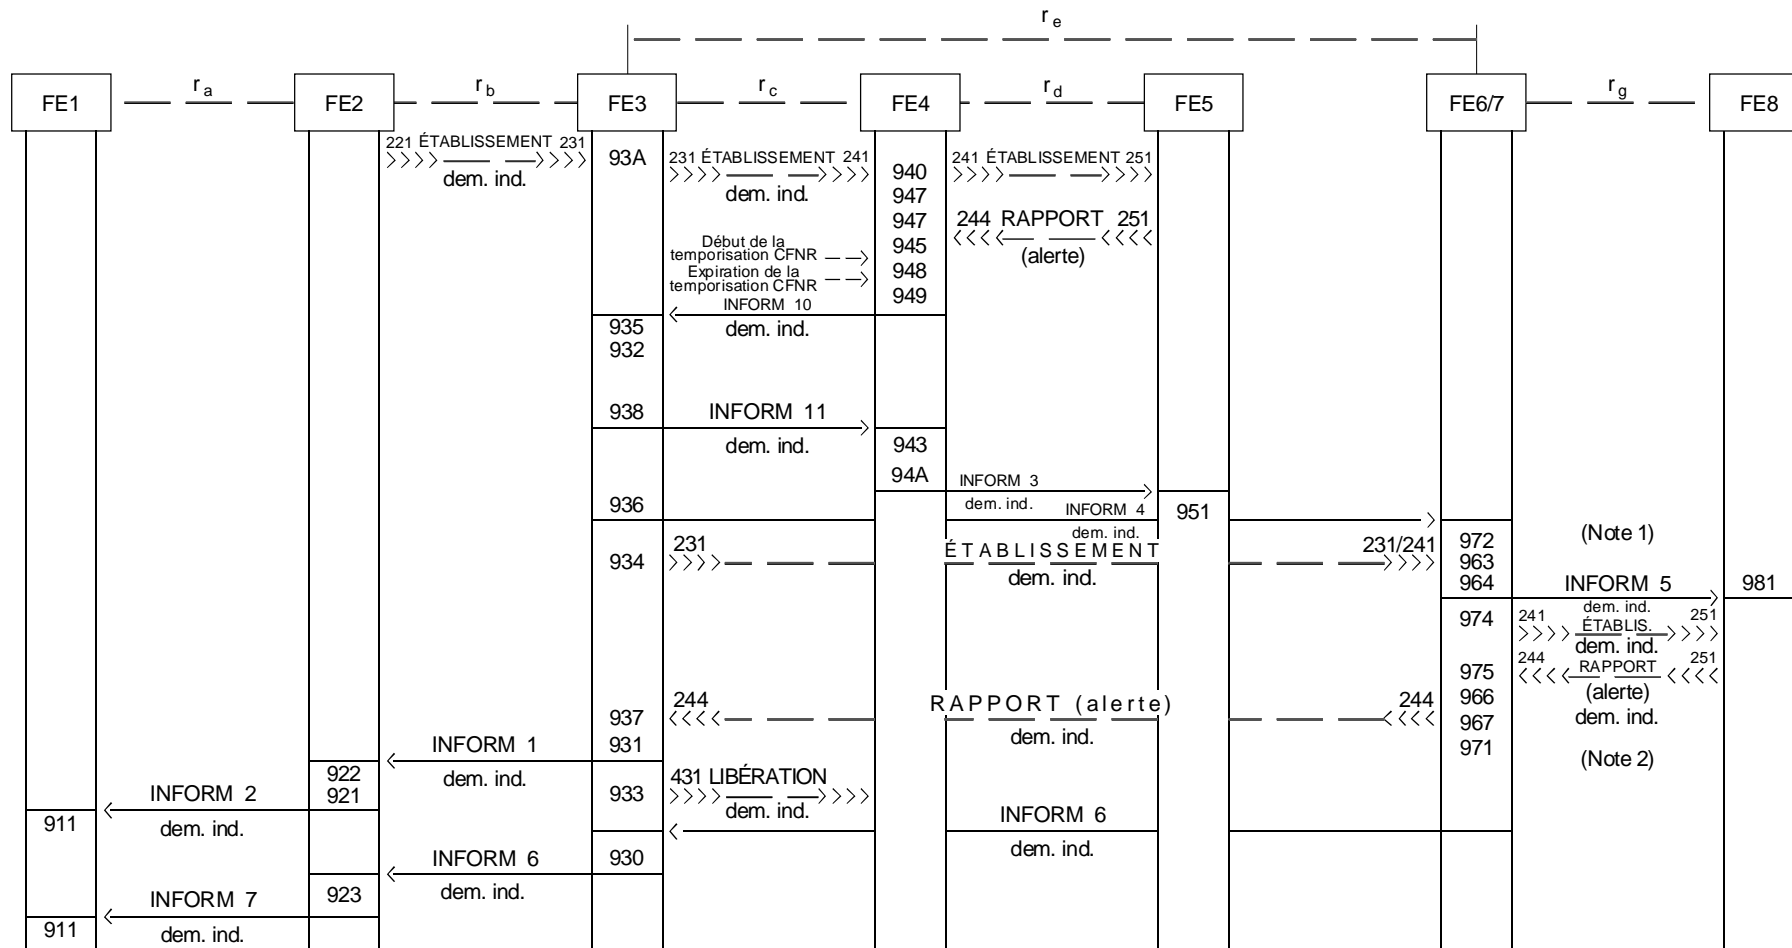 r e
r a
r b
r c
r d
r g
FE1
FE2
FE3
FE4
FE5
FE6/7
FE8
221 ÉTABLISSEMENT 231
dem. ind.
93A
231 ÉTABLISSEMENT 241
dem. ind.
940
241 ÉTABLISSEMENT 251
947
947
244 RAPPORT 251
(alerte)
Début de la
temporisation CFNR
945
Expiration de la
temporisation CFNR
948
949
INFORM 10
dem. ind.
935
932
938
INFORM 11
dem. ind.
943
94A
INFORM 3
dem. ind.
951
936
INFORM 4
dem. ind.
972
(Note 1)
934
231
ÉTABLISSEMENT
231/241
dem. ind.
963
964
INFORM 5
dem. ind.
981
974
241
ÉTABLIS.
251
dem. ind.
975
244
RAPPORT
251
(alerte)
dem. ind.
966
937
244
RAPPORT (alerte)
244
dem. ind.
967
931
INFORM 1
dem. ind.
971
(Note 2)
922
921
933
431 LIBÉRATION
dem. ind.
INFORM 2
dem. ind.
911
INFORM 6
dem. ind.
930
INFORM 6
dem. ind.
923
INFORM 7
dem. ind.
911